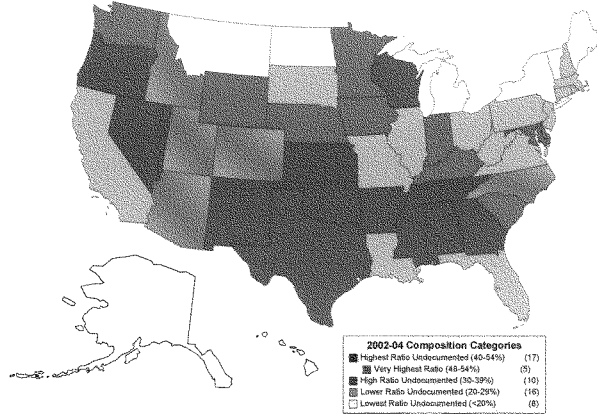 2002-04 Composition Categories
Highest Ratio Undocumented (40-54%) (17)
Very Highest Ratio (48-54%) (5)
High Ratio Undocumented (30-39%) (10)
Lower Ratio Undocumented (20-29%) (16)
Lowest Ratio Undocumented (<20%) (8)